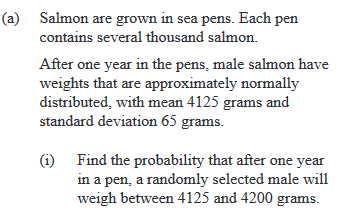 (a) Salmon are grown in sea pens. Each pen
contains several thousand salmon.
After one year in the pens, male salmon have
weights that are approximately normally
distributed, with mean 4125 grams and
standard deviation 65 grams.
(i) Find the probability that after one year
in a pen, a randomly selected male will
weigh between 4125 and 4200 grams.